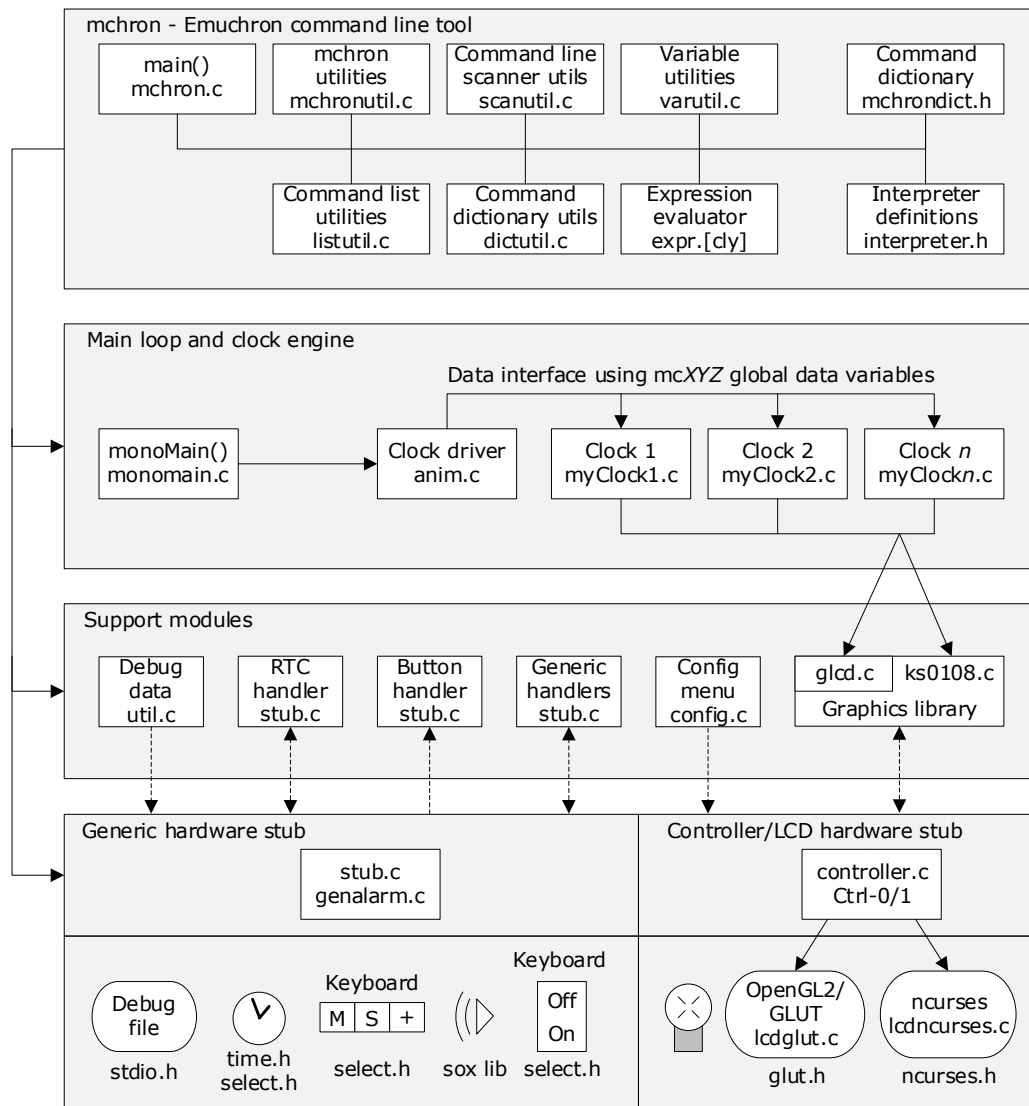 mchron - Emuchron command line tool
main()
mchron.c
mchron
utilities
mchronutil.c
Command line
scanner utils
scanutil.c
Variable
utilities
varutil.c
Command
dictionary
mchrondict.h
Command list
utilities
listutil.c
Command
dictionary utils
dictutil.c
Expression
evaluator
expr.[cly]
Interpreter
definitions
interpreter.h
Main loop and clock engine
Data interface using mcXYZ global data variables
monoMain()
monomain.c
Clock driver
anim.c
Clock 1
myClock1.c
Clock 2
myClock2.c
Clock n
myClockn.c
Support modules
Debug
data
util.c
RTC
handler
stub.c
Button
handler
stub.c
Generic
handlers
stub.c
Config
menu
config.c
glcd.c
ks0108.c
Graphics library
Generic hardware stub
stub.c
genalarm.c
Controller/LCD hardware stub
controller.c
Ctrl-0/1
Debug
file
stdio.h
time.h
select.h
Keyboard
M S +
select.h
sox lib
Keyboard
Off
On
select.h
OpenGL2/
GLUT
lcdglut.c
glut.h
ncurses
lcdncurses.c
ncurses.h